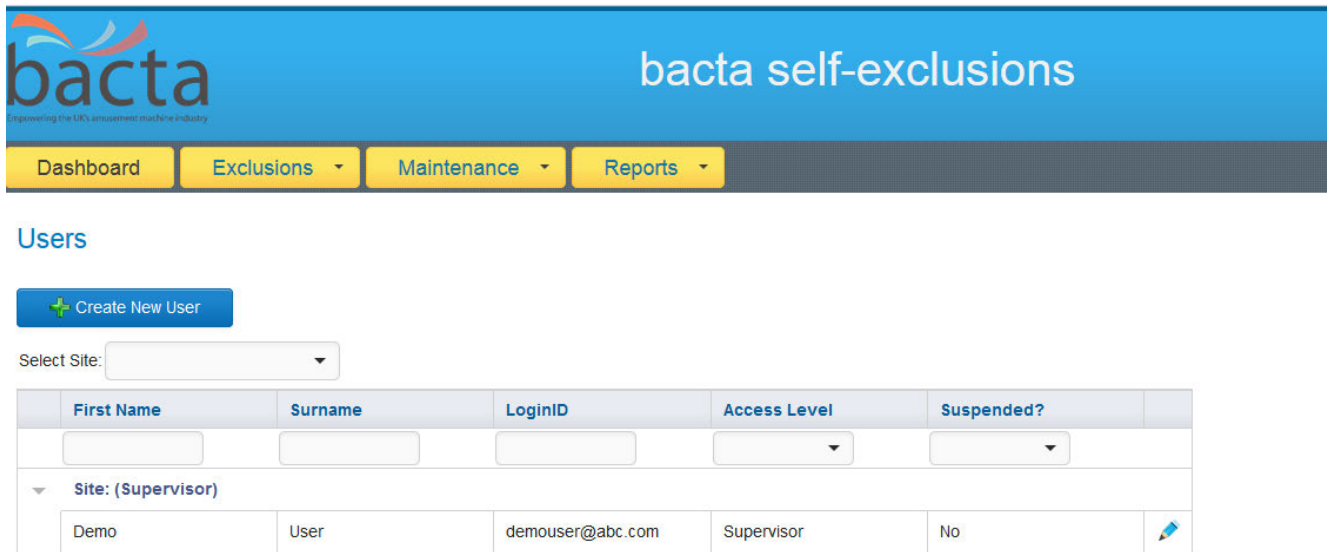 bacta
Empowering the UK's amusement machine industry
bacta self-exclusions
Dashboard Exclusions Maintenance Reports
Users
Create New User
Select Site:
First Name Surname LoginID Access Level Suspended?
Site: (Supervisor)
Demo User demouser@abc.com Supervisor No